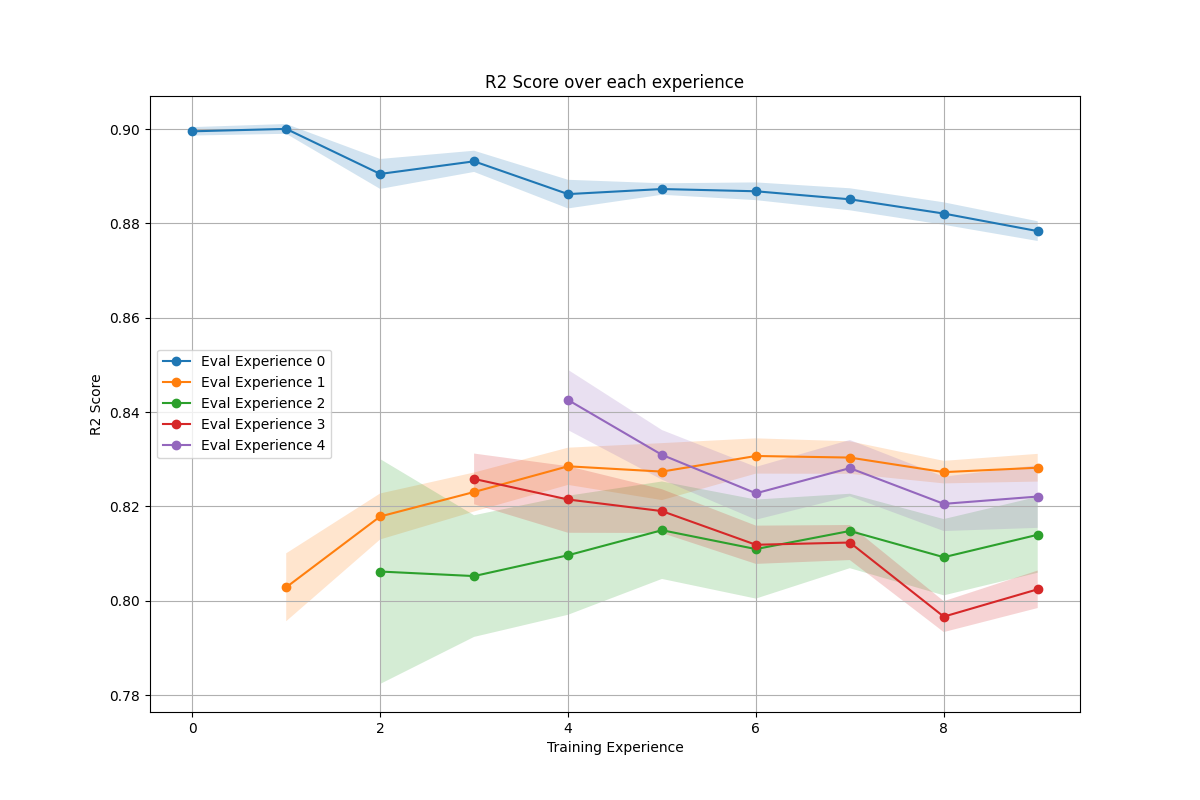 R2 Score over each experience
R2 Score
0.90
0.88
0.86
0.84
0.82
0.80
0.78
Eval Experience 0
Eval Experience 1
Eval Experience 2
Eval Experience 3
Eval Experience 4
0 2 4 6 8
Training Experience